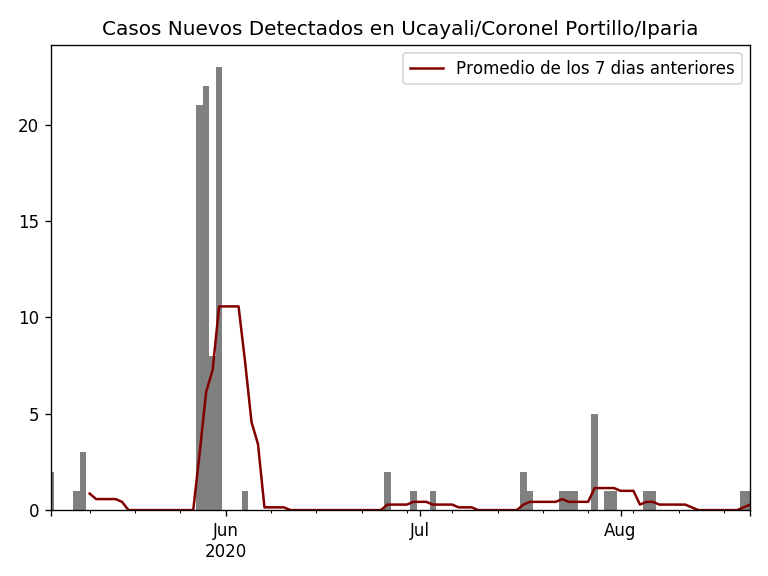 Casos Nuevos Detectados en Ucayali/Coronel Portillo/Iparia
Promedio de los 7 dias anteriores
20
15
10
5
0
Jun
2020
Jul
Aug